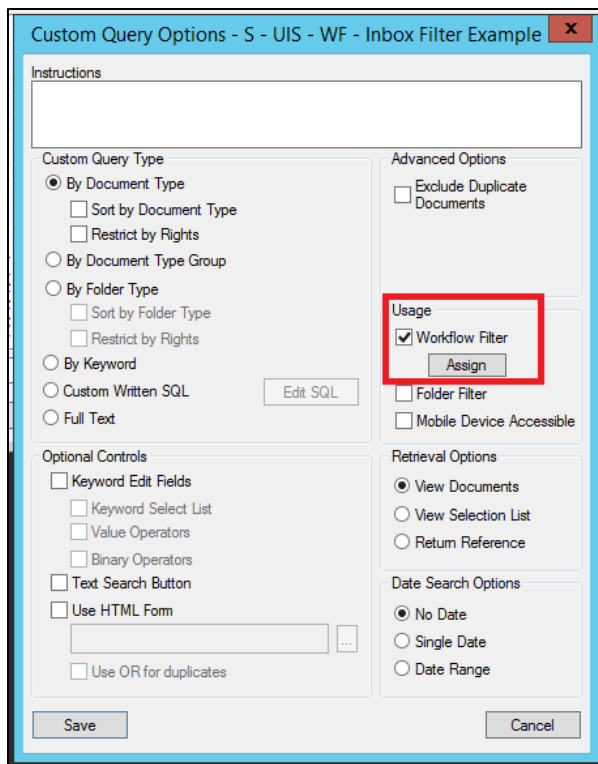 Custom Query Options - S - UIS - WF - Inbox Filter Example
x
Instructions
Custom Query Type
By Document Type
Sort by Document Type
Restrict by Rights
By Document Type Group
By Folder Type
Sort by Folder Type
Restrict by Rights
By Keyword
Custom Written SQL
Edit SQL
Full Text
Advanced Options
Exclude Duplicate
Documents
Usage
Workflow Filter
Assign
Folder Filter
Mobile Device Accessible
Optional Controls
Keyword Edit Fields
Keyword Select List
Value Operators
Binary Operators
Text Search Button
Use HTML Form
...
Use OR for duplicates
Retrieval Options
View Documents
View Selection List
Return Reference
Date Search Options
No Date
Single Date
Date Range
Save
Cancel